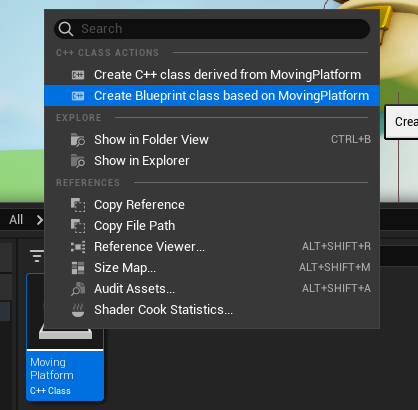 Search
C++ CLASS ACTIONS
Create C++ class derived from MovingPlatform
Create Blueprint class based on MovingPlatform
Crea
EXPLORE
Show in Folder View CTRL+B
Show in Explorer
REFERENCES
Copy Reference
Copy File Path
All
Reference Viewer... ALT+SHIFT+R
Size Map... ALT+SHIFT+M
Audit Assets... ALT+SHIFT+A
Shader Cook Statistics...
Moving
Platform
C++ Class